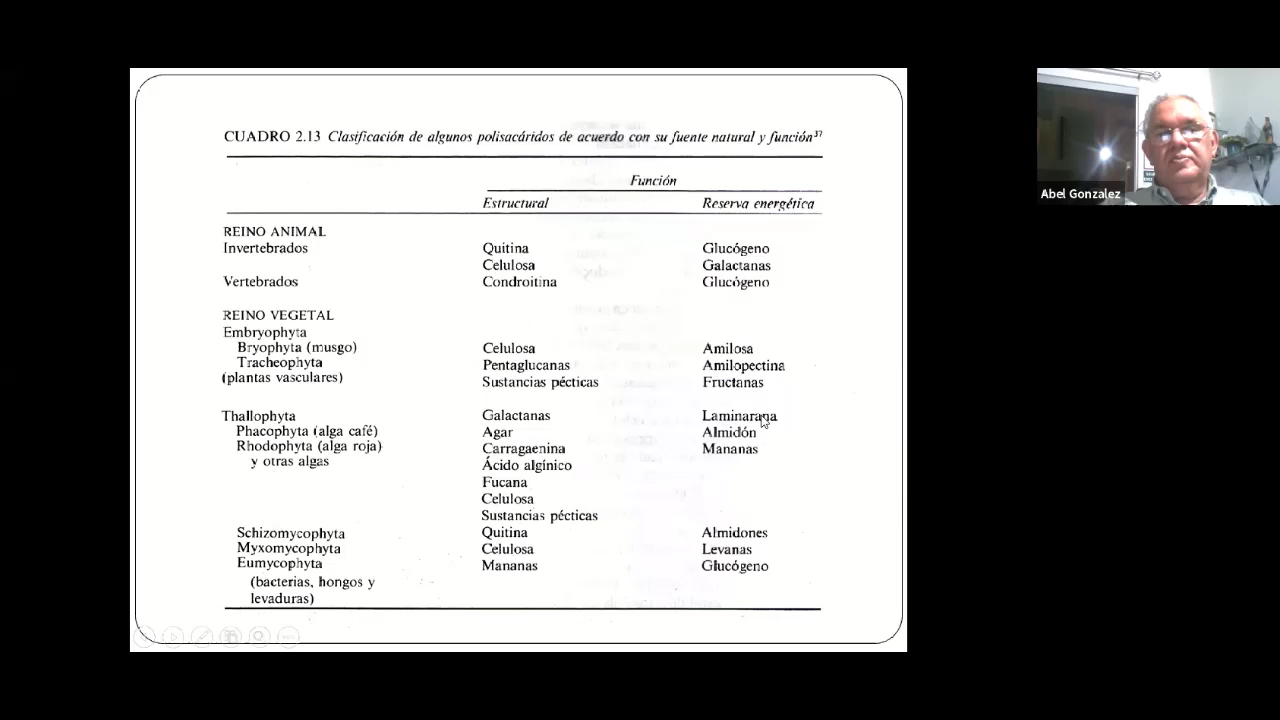 CUADRO 2.13 Clasificación de algunos polisacáridos de acuerdo con su fuente natural y función³⁷
Función
Estructural Reserva energética
REINO ANIMAL
Invertebrados Quitina Glucógeno
Celulosa Galactanas
Vertebrados Condroitina Glucógeno
REINO VEGETAL
Embryophyta
Bryophyta (musgo) Celulosa Amilosa
Tracheophyta Pentaglucanas Amilopectina
(plantas vasculares) Sustancias pécticas Fructanas
Thallophyta Galactanas Laminarana
Phacophyta (alga café) Agar Almidón
Rhodophyta (alga roja) Carragaenina Mananas
y otras algas Ácido algínico
Fucana
Celulosa
Sustancias pécticas
Schizomycophyta Quitina Almidones
Myxomycophyta Celulosa Levanas
Eumycophyta Mananas Glucógeno
(bacterias, hongos y
levaduras)
Abel Gonzalez